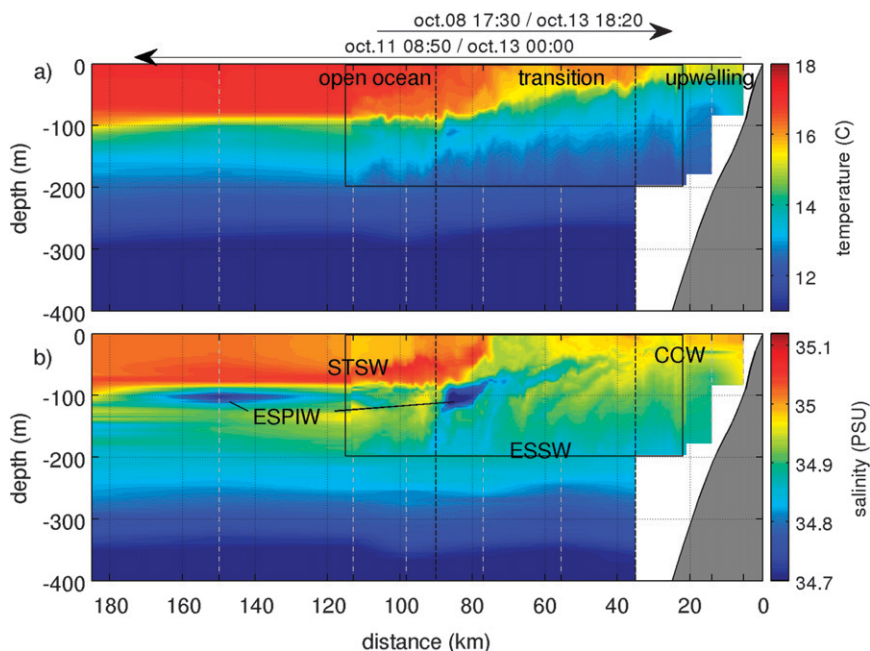 oct.08 17:30 / oct.13 18:20
oct.11 08:50 / oct.13 00:00
a)
open ocean
transition
upwelling
0
-100
-200
-300
-400
depth (m)
18
16
14
12
temperature (C)
b)
STSW
CCW
ESPIW
ESSW
0
-100
-200
-300
-400
depth (m)
35.1
35
34.9
34.8
34.7
salinity (PSU)
180 160 140 120 100 80 60 40 20 0
distance (km)